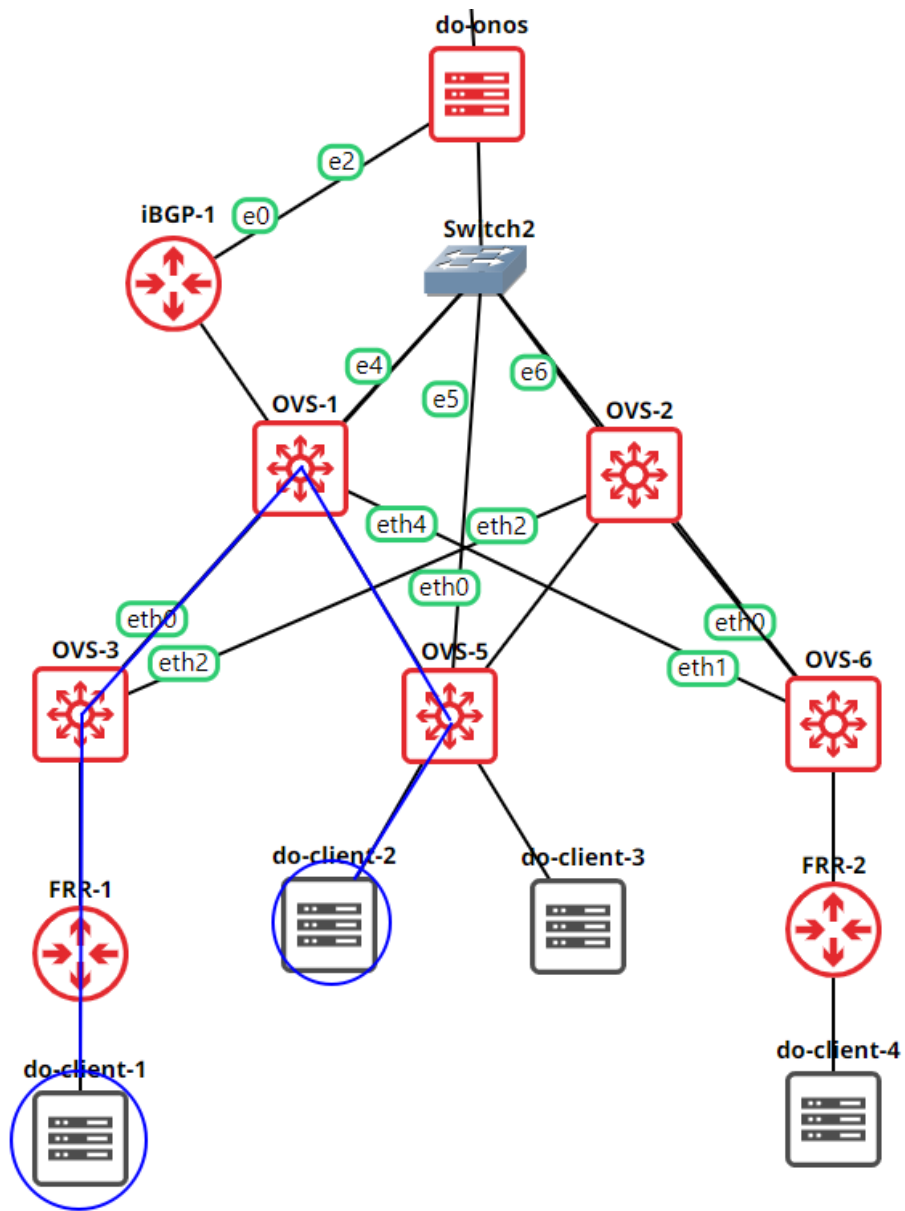 do-onos
e2
e0
iBGP-1
Switch2
e4
e6
e5
OVS-1
OVS-2
eth4
eth2
eth0
eth0
eth0
OVS-3
eth2
OVS-5
eth1
OVS-6
do-client-2
do-client-3
FRR-1
FRR-2
do-client-1
do-client-4